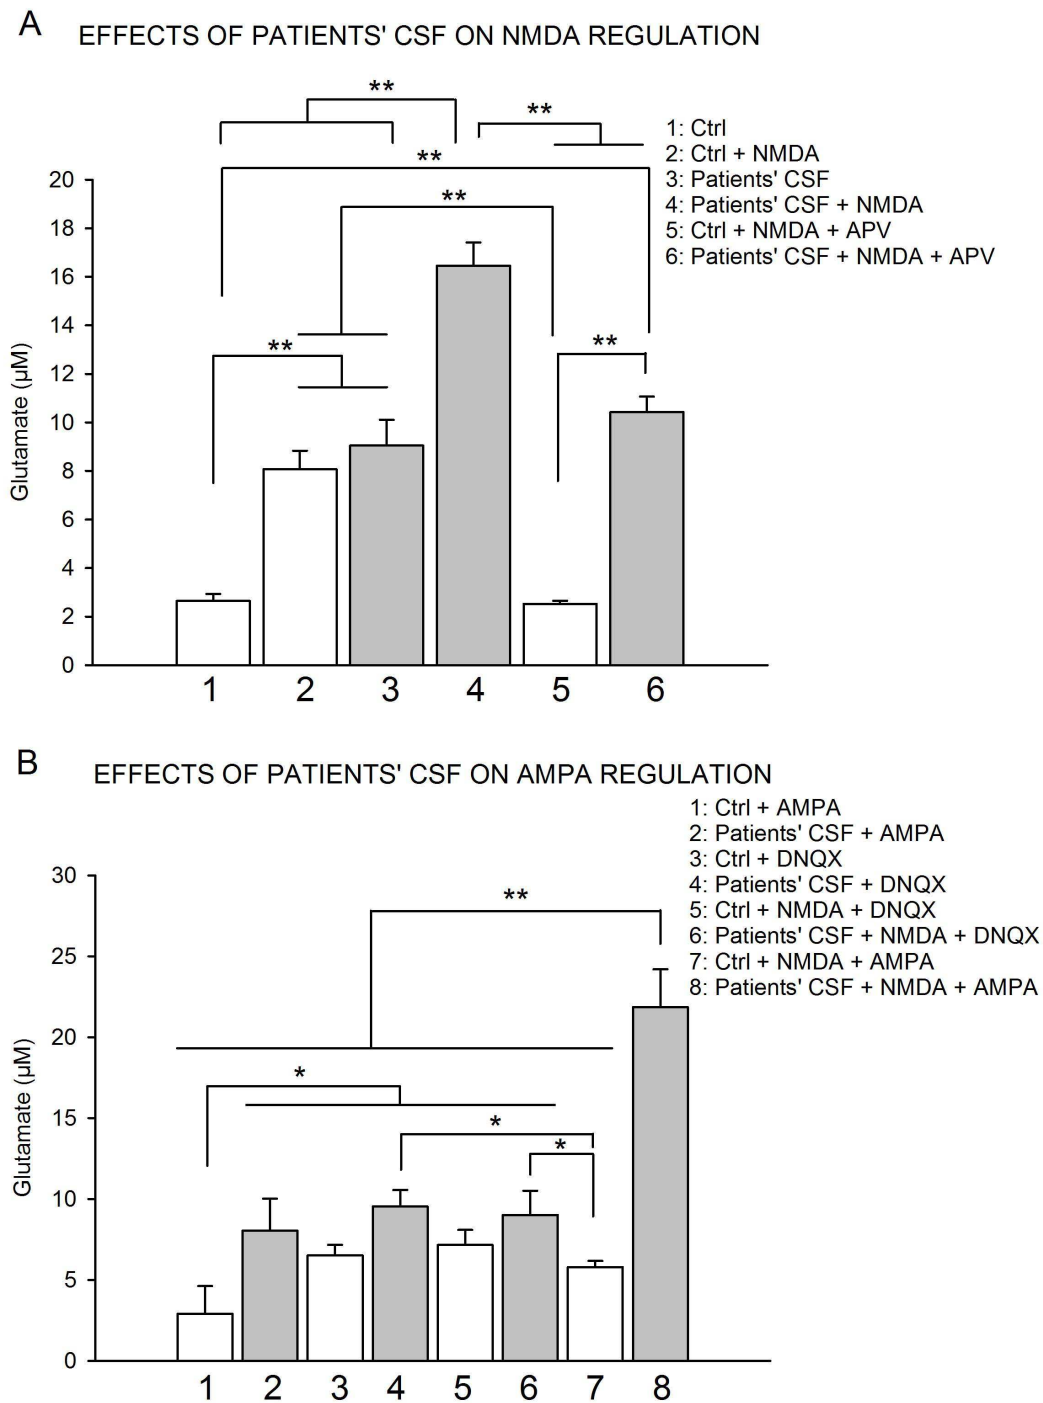 A
EFFECTS OF PATIENTS' CSF ON NMDA REGULATION
**
**
1: Ctrl
2: Ctrl + NMDA
3: Patients' CSF
4: Patients' CSF + NMDA
5: Ctrl + NMDA + APV
6: Patients' CSF + NMDA + APV
**
**
**
**
20
18
16
14
12
10
8
6
4
2
0
Glutamate (µM)
1 2 3 4 5 6
B
EFFECTS OF PATIENTS' CSF ON AMPA REGULATION
1: Ctrl + AMPA
2: Patients' CSF + AMPA
3: Ctrl + DNQX
4: Patients' CSF + DNQX
5: Ctrl + NMDA + DNQX
6: Patients' CSF + NMDA + DNQX
7: Ctrl + NMDA + AMPA
8: Patients' CSF + NMDA + AMPA
**
*
*
*
30
25
20
15
10
5
0
Glutamate (µM)
1 2 3 4 5 6 7 8